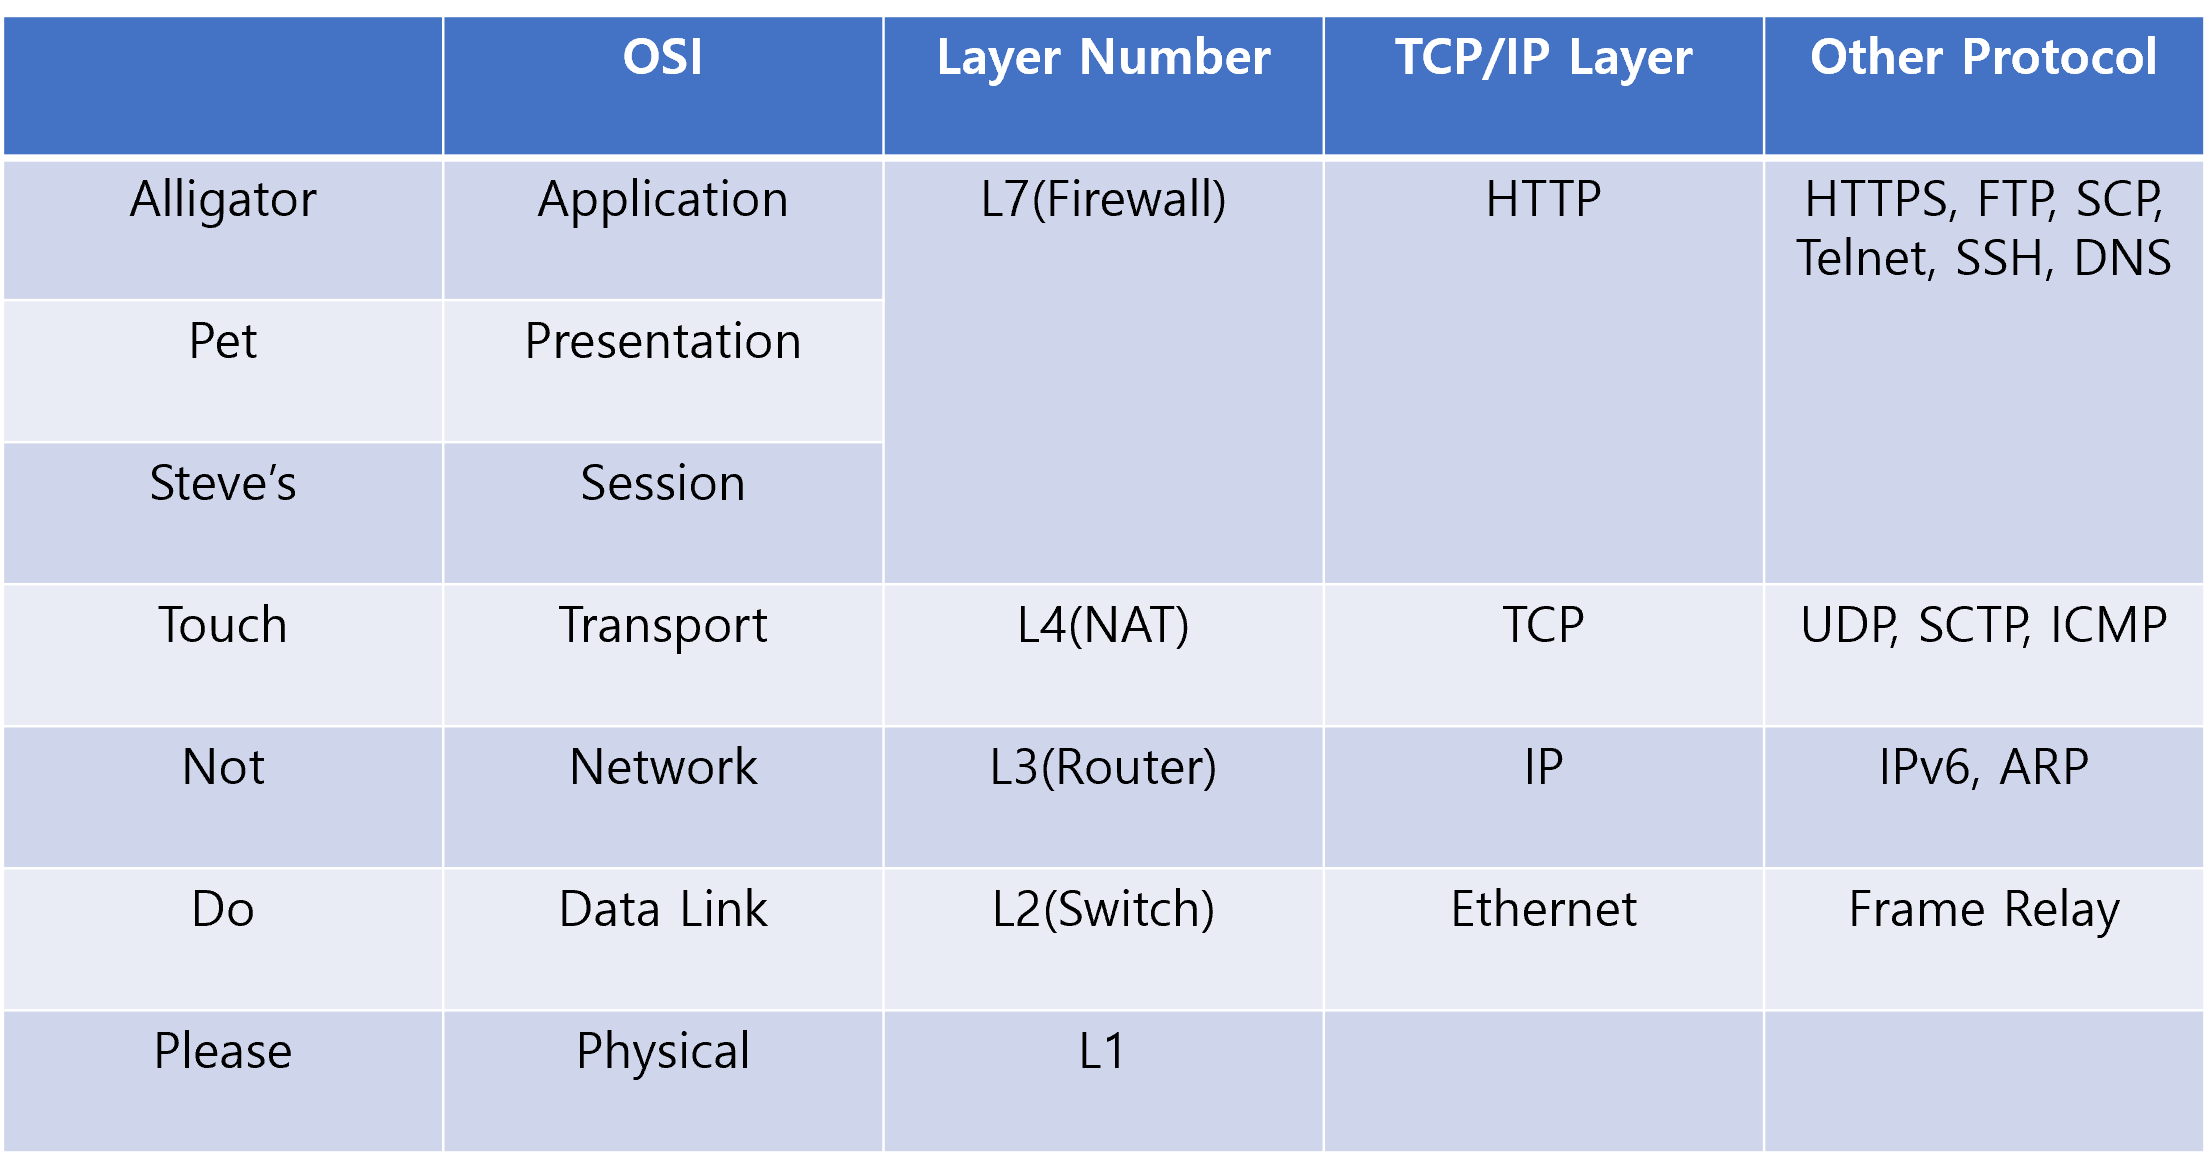 OSI Layer Number TCP/IP Layer Other Protocol
Alligator Application L7(Firewall) HTTP HTTPS, FTP, SCP,
Telnet, SSH, DNS
Pet Presentation
Steve’s Session
Touch Transport L4(NAT) TCP UDP, SCTP, ICMP
Not Network L3(Router) IP IPv6, ARP
Do Data Link L2(Switch) Ethernet Frame Relay
Please Physical L1